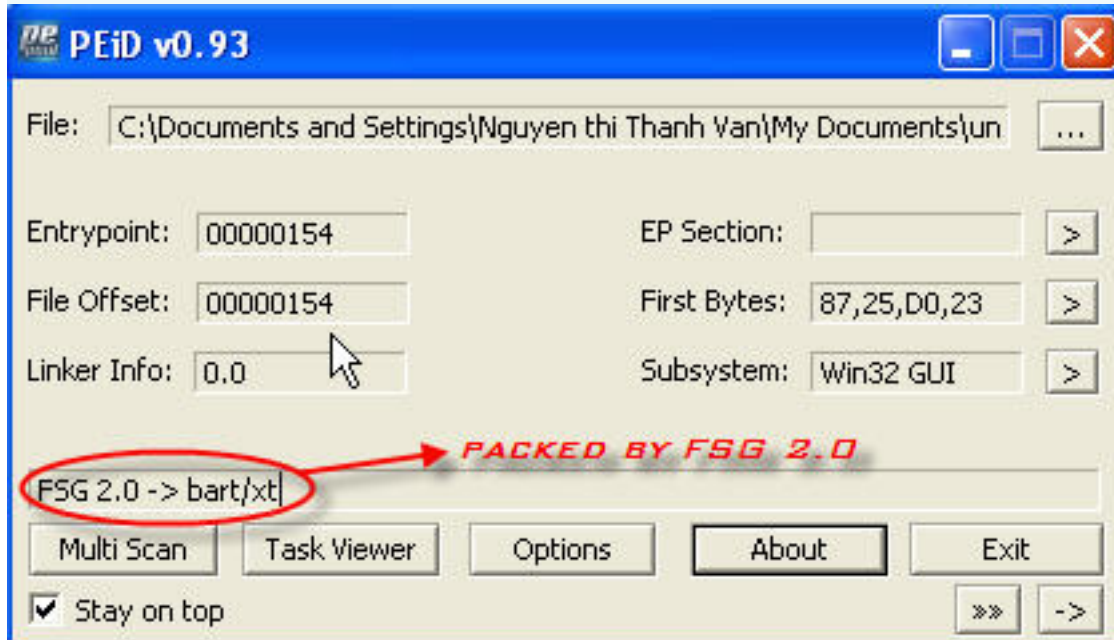 PEiD v0.93
File: C:\Documents and Settings\Nguyen thi Thanh Van\My Documents\un ...
Entrypoint: 00000154 EP Section: >
File Offset: 00000154 First Bytes: 87,25,D0,23 >
Linker Info: 0.0 Subsystem: Win32 GUI >
PACKED BY FSG 2.0
FSG 2.0 -> bart/xt
Multi Scan Task Viewer Options About Exit
Stay on top »» ->